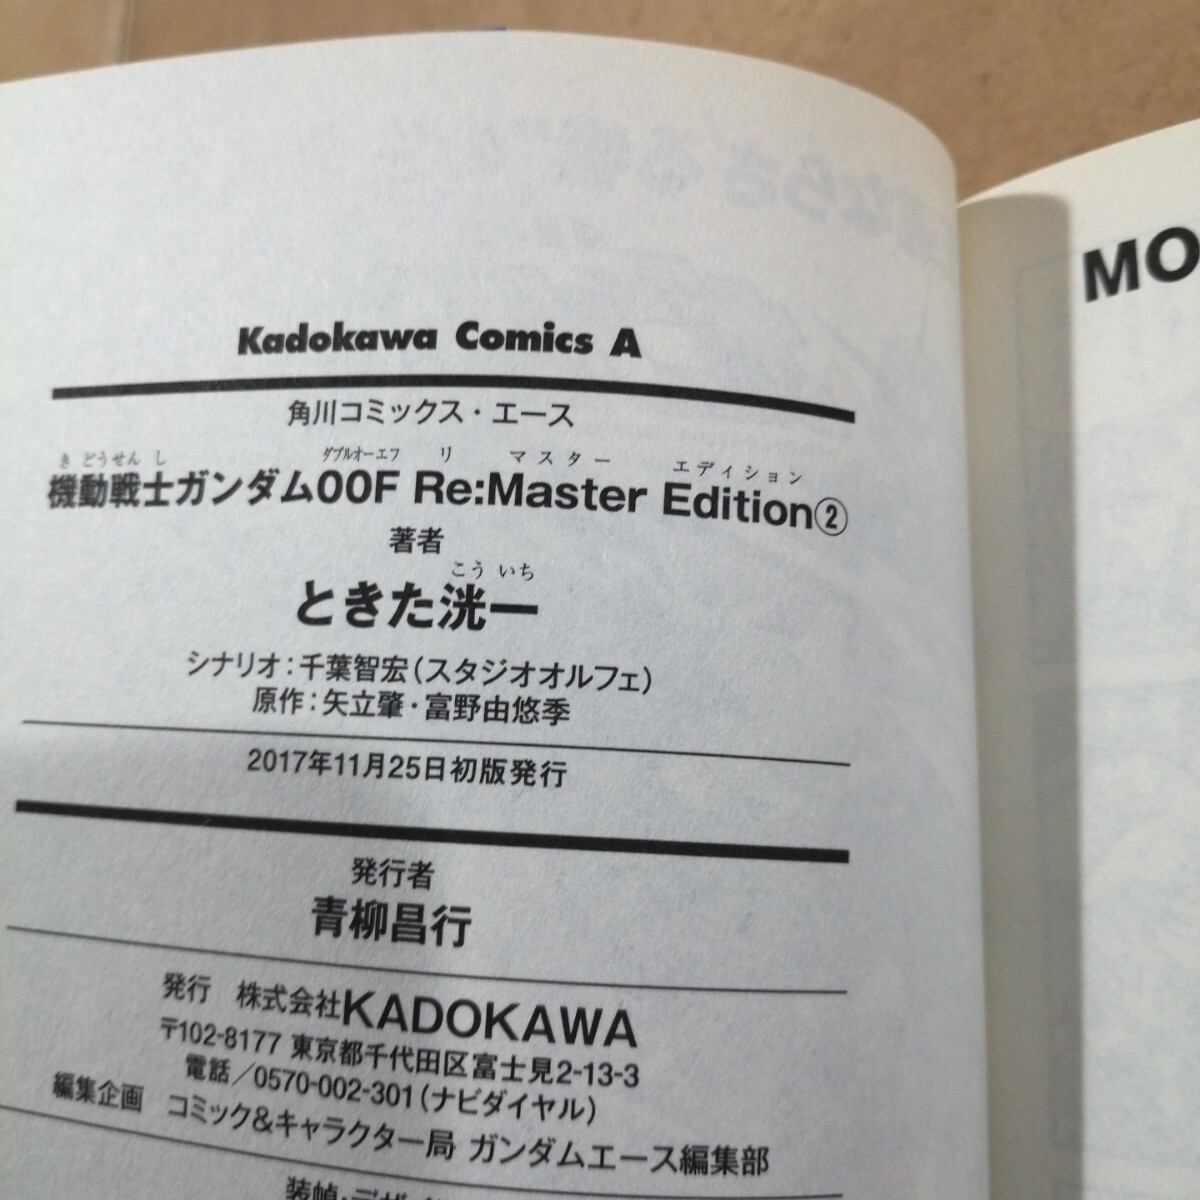 Kadokawa Comics A
角川コミックス・エース
き どうせん し ダブルオーエフ リ マスター エディション
機動戦士ガンダム00F Re:Master Edition②
著者
こう いち
ときた洸一
シナリオ:千葉智宏(スタジオオルフェ)
原作:矢立肇・富野由悠季
2017年11月25日初版発行
発行者
青柳昌行
発行 株式会社KADOKAWA
〒102-8177 東京都千代田区富士見2-13-3
電話/0570-002-301(ナビダイヤル)
編集企画 コミック&キャラクター局 ガンダムエース編集部
装幀・デザイ
MO